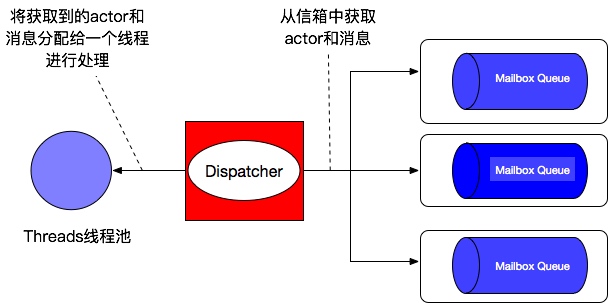 将获取到的actor和
消息分配给一个线程
进行处理
从信箱中获取
actor和消息
Mailbox Queue
Dispatcher
Mailbox Queue
Threads线程池
Mailbox Queue